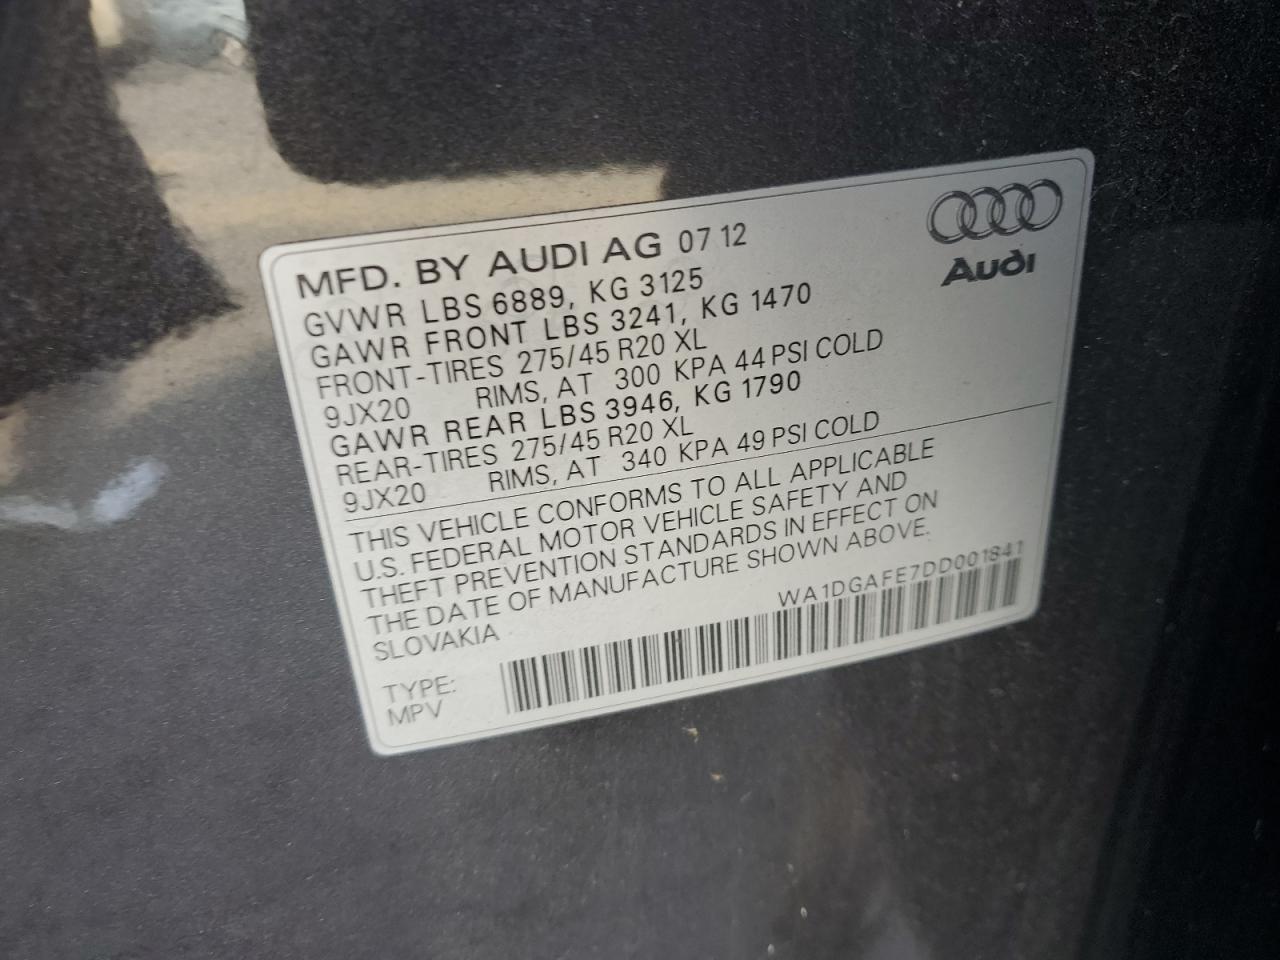 MFD. BY AUDI AG 07 12
Audi
GVWR LBS 6889, KG 3125
GAWR FRONT LBS 3241, KG 1470
FRONT-TIRES 275/45 R20 XL
9JX20 RIMS, AT 300 KPA 44 PSI COLD
GAWR REAR LBS 3946, KG 1790
REAR-TIRES 275/45 R20 XL
9JX20 RIMS, AT 340 KPA 49 PSI COLD
THIS VEHICLE CONFORMS TO ALL APPLICABLE
U.S. FEDERAL MOTOR VEHICLE SAFETY AND
THEFT PREVENTION STANDARDS IN EFFECT ON
THE DATE OF MANUFACTURE SHOWN ABOVE.
SLOVAKIA WA1DGAFE7DD001841
TYPE:
MPV